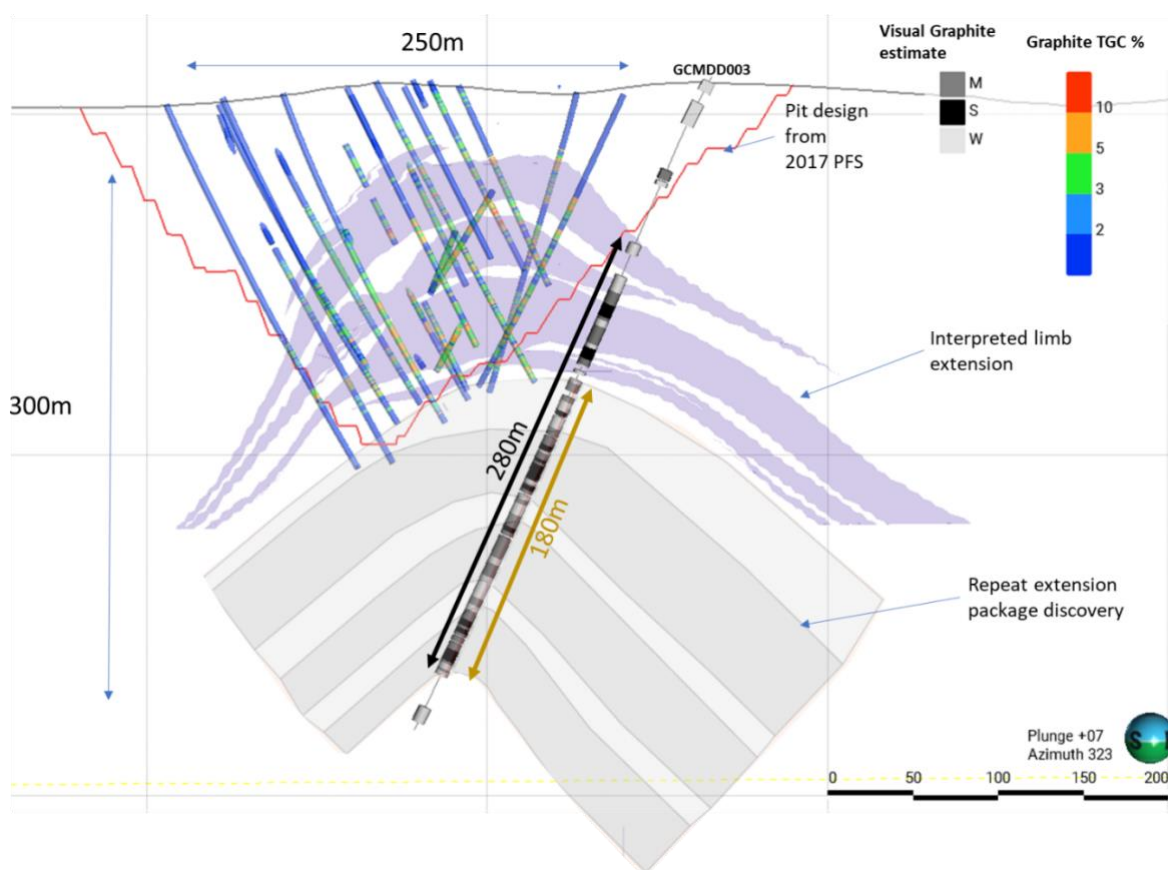 250m
GCMDD003
Visual Graphite
estimate
M
S
W
Graphite TGC %
10
5
3
2
Pit design
from
2017 PFS
Interpreted limb
extension
300m
280m
180m
Repeat extension
package discovery
Plunge +07
Azimuth 323
S
0 50 100 150 200